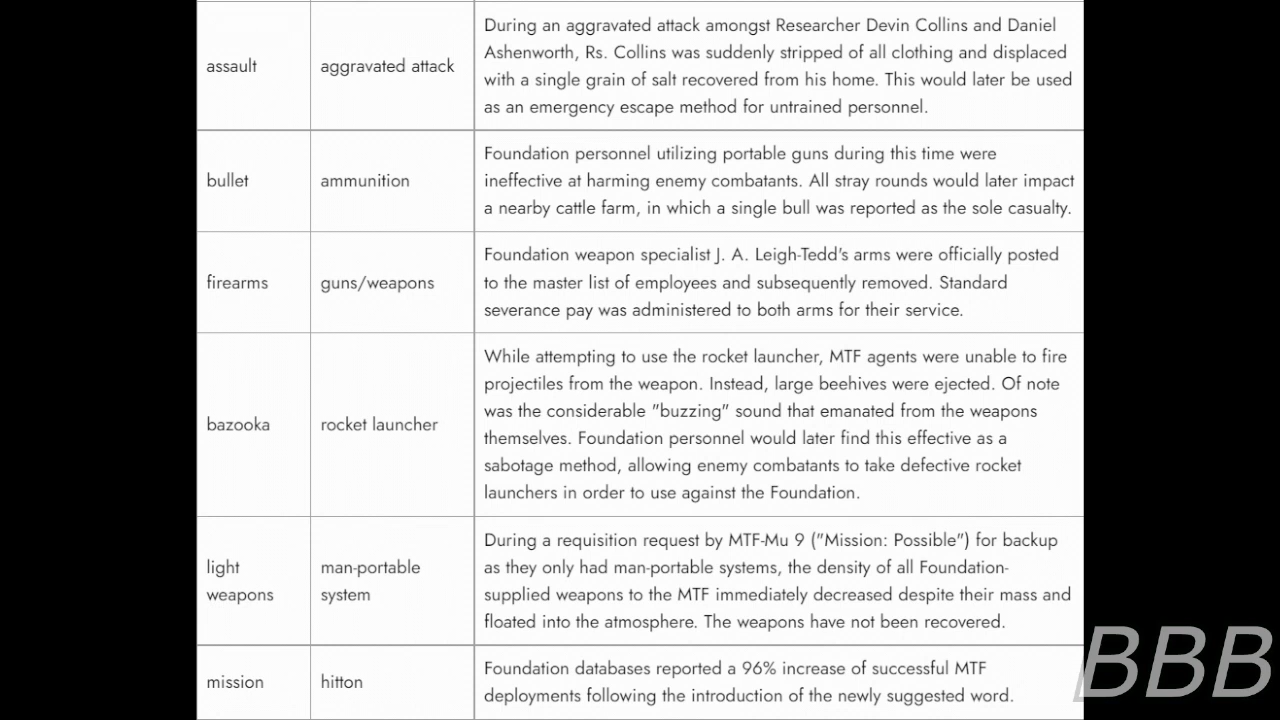 assault
aggravated attack
During an aggravated attack amongst Researcher Devin Collins and Daniel
Ashenworth, Rs. Collins was suddenly stripped of all clothing and displaced
with a single grain of salt recovered from his home. This would later be used
as an emergency escape method for untrained personnel.
bullet
ammunition
Foundation personnel utilizing portable guns during this time were
ineffective at harming enemy combatants. All stray rounds would later impact
a nearby cattle farm, in which a single bull was reported as the sole casualty.
firearms
guns/weapons
Foundation weapon specialist J. A. Leigh-Tedd's arms were officially posted
to the master list of employees and subsequently removed. Standard
severance pay was administered to both arms for their service.
bazooka
rocket launcher
While attempting to use the rocket launcher, MTF agents were unable to fire
projectiles from the weapon. Instead, large beehives were ejected. Of note
was the considerable "buzzing" sound that emanated from the weapons
themselves. Foundation personnel would later find this effective as a
sabotage method, allowing enemy combatants to take defective rocket
launchers in order to use against the Foundation.
light
weapons
man-portable
system
During a requisition request by MTF-Mu 9 ("Mission: Possible") for backup
as they only had man-portable systems, the density of all Foundation-
supplied weapons to the MTF immediately decreased despite their mass and
floated into the atmosphere. The weapons have not been recovered.
mission
hitton
Foundation databases reported a 96% increase of successful MTF
deployments following the introduction of the newly suggested word.
BBB